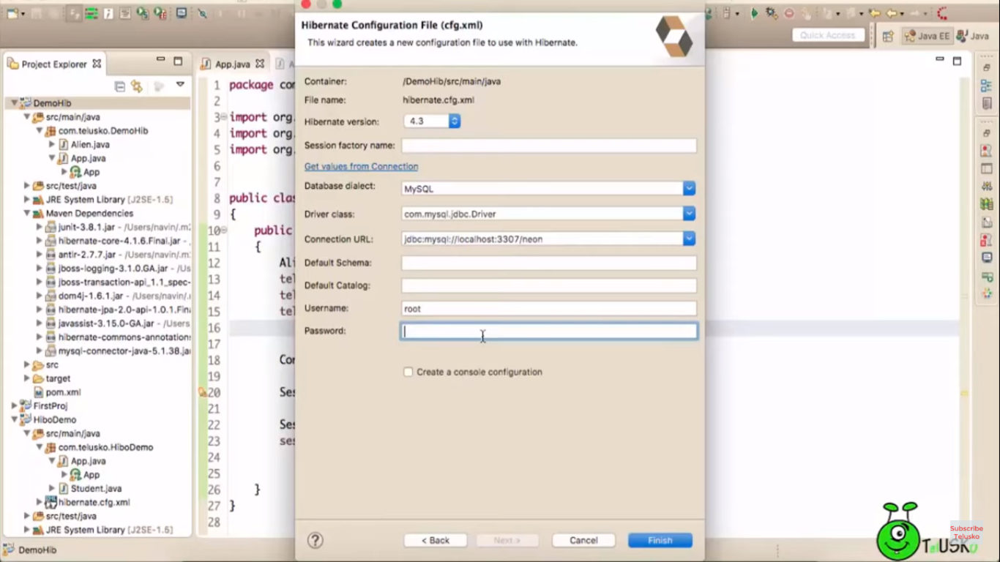 Quick Access
Java EE
Java
Project Explorer
DemoHib
src/main/java
com.telusko.DemoHib
Alien.java
App.java
App
src/test/java
JRE System Library [J2SE-1.5]
Maven Dependencies
junit-3.8.1.jar - /Users/navin/.m
hibernate-core-4.1.6.Final.jar -
antlr-2.7.7.jar - /Users/navin/.m2
jboss-logging-3.1.0.GA.jar - /Us
jboss-transaction-api_1.1_spec-
dom4j-1.6.1.jar - /Users/navin/.
hibernate-jpa-2.0-api-1.0.1.Fina
javassist-3.15.0-GA.jar - /Users
hibernate-commons-annotations
mysql-connector-java-5.1.38.ja
src
target
pom.xml
FirstProj
HiboDemo
src/main/java
com.telusko.HiboDemo
App.java
App
Student.java
hibernate.cfg.xml
src/test/java
JRE System Library [J2SE-1.5]
DemoHib
App.java
1 package co
2
3 import org.
4 import org.
5 import org.
6
7
8 public clas
9 {
10 public
11 {
12 Ali
13 tel
14 tel
15 tel
16
17
18 Con
19
20 Ses
21
22 Ses
23 ses
24
25
26 }
27 }
28
Hibernate Configuration File (cfg.xml)
This wizard creates a new configuration file to use with Hibernate.
Container: /DemoHib/src/main/java
File name: hibernate.cfg.xml
Hibernate version: 4.3
Session factory name:
Get values from Connection
Database dialect: MySQL
Driver class: com.mysql.jdbc.Driver
Connection URL: jdbc:mysql://localhost:3307/neon
Default Schema:
Default Catalog:
Username: root
Password:
Create a console configuration
?
< Back
Next >
Cancel
Finish
Subscribe
Telusko
TELUSKO